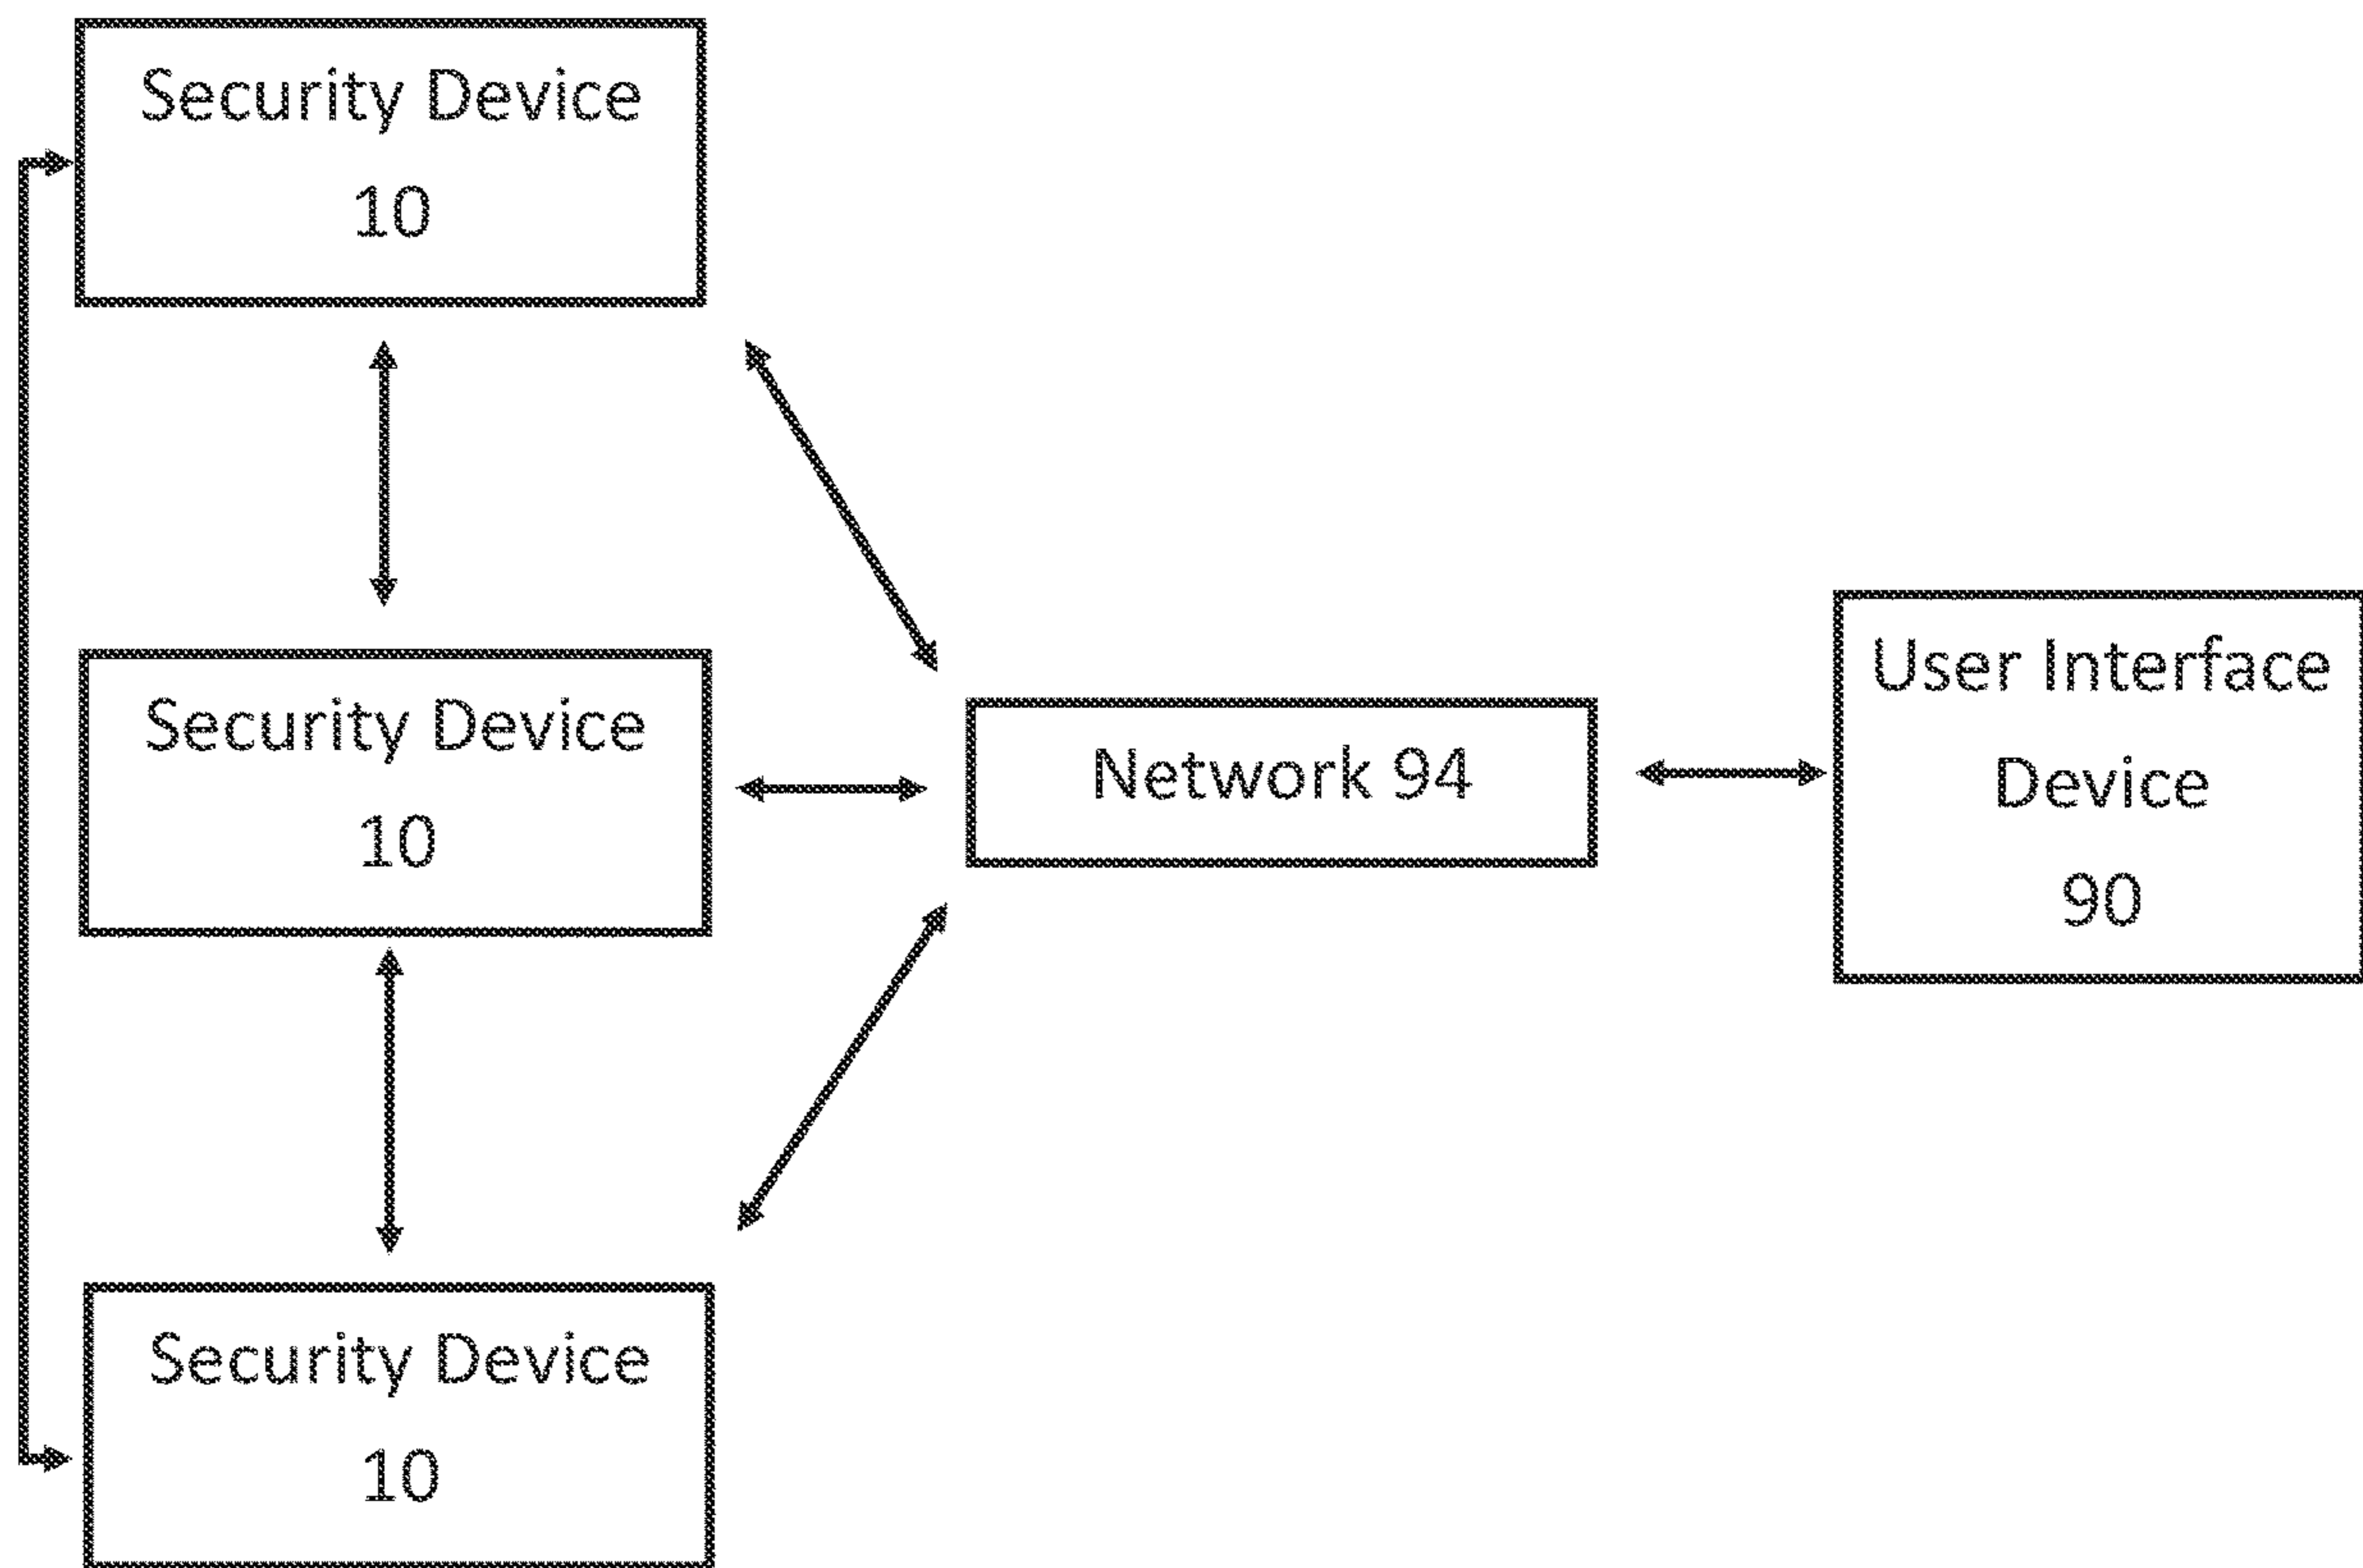 Security Device
10
Security Device
10
Network 94
User Interface
Device
90
Security Device
10